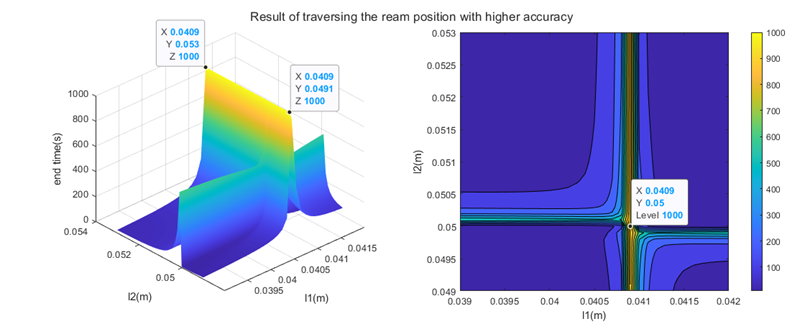 Result of traversing the ream position with higher accuracy
X 0.0409
Y 0.053
Z 1000
X 0.0409
Y 0.0491
Z 1000
1000
800
600
400
200
0
end time(s)
0.054
0.052
0.05
l2(m)
0.0395
0.04
0.0405
0.041
0.0415
l1(m)
0.053
0.0525
0.052
0.0515
0.051
0.0505
0.05
0.0495
0.049
l2(m)
X 0.0409
Y 0.05
Level 1000
0.039
0.0395
0.04
0.0405
0.041
0.0415
0.042
l1(m)
1000
900
800
700
600
500
400
300
200
100